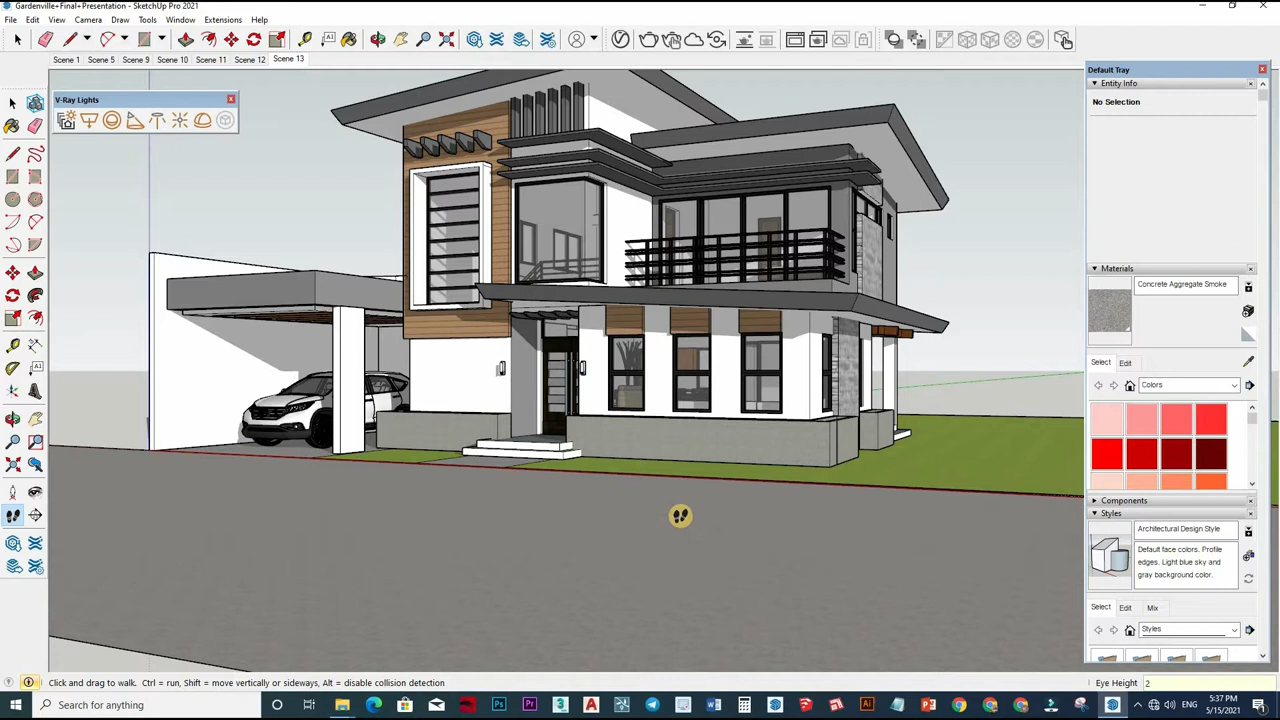 Gardenville+Final+Presentation - SketchUp Pro 2021
File Edit View Camera Draw Tools Window Extensions Help
Scene 1 Scene 5 Scene 9 Scene 10 Scene 11 Scene 12 Scene 13
Default Tray
Entity Info
No Selection
V-Ray Lights
Materials
Concrete Aggregate Smoke
Select Edit
Colors
Components
Styles
Architectural Design Style
Default face colors. Profile
edges. Light blue sky and
gray background color.
Select Edit Mix
Styles
Click and drag to walk. Ctrl = run, Shift = move vertically or sideways, Alt = disable collision detection
Eye Height 2
Type here to search
ENG
5:37 PM
5/15/2021